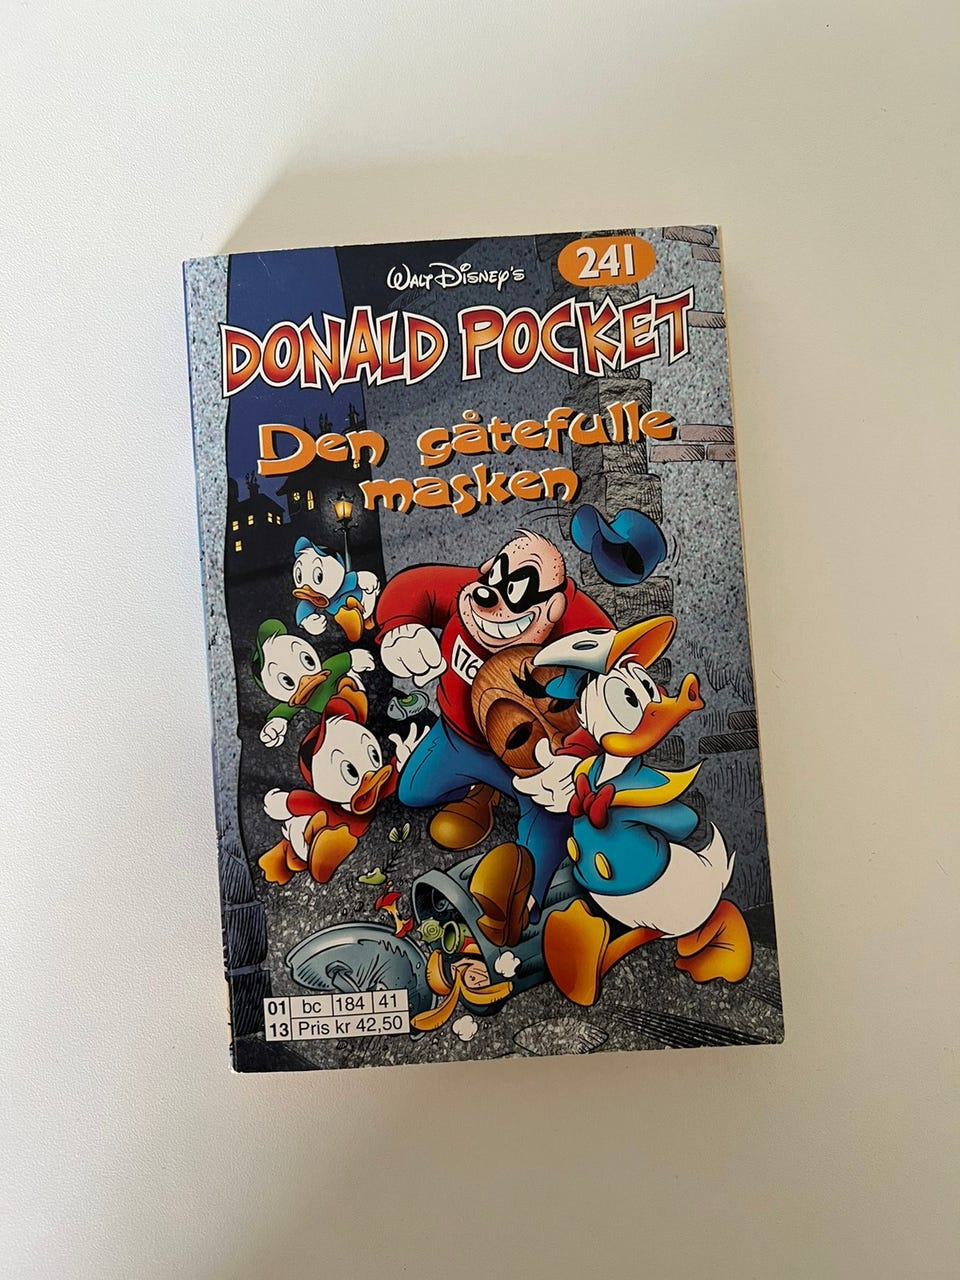 241
WALT DISNEY'S
DONALD POCKET
Den gåtefulle
masken
176
01 bc 184 41
13 Pris kr 42,50